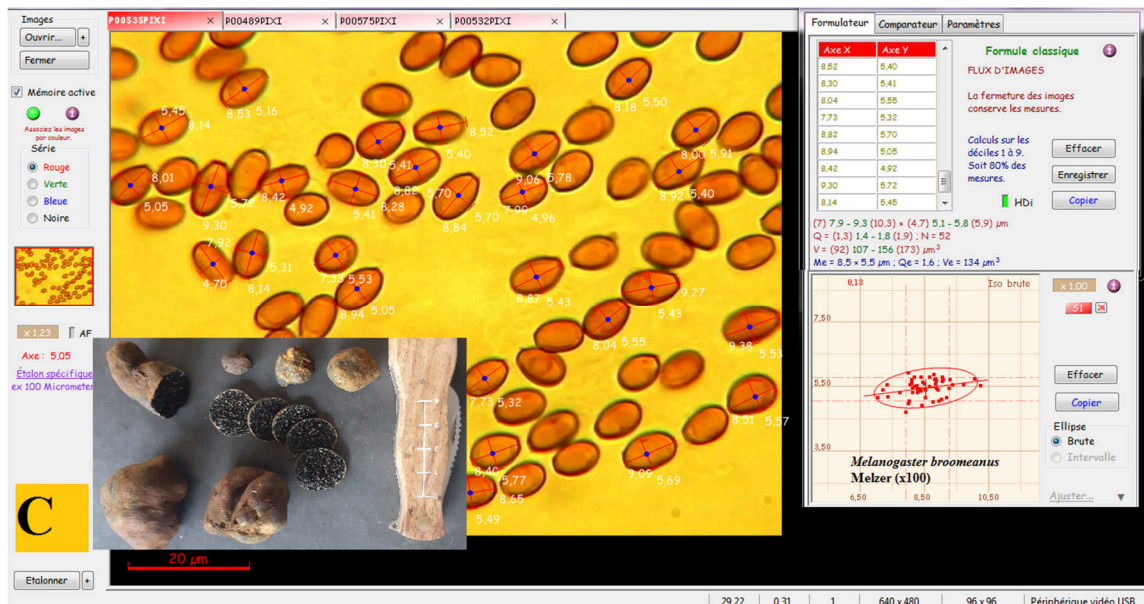 Images
Ouvrir... +
Fermer
Mémoire active
Associez les images
par couleur.
Série
Rouge
Verte
Bleue
Noire
x 1,23 AF
Axe : 5,05
Étalon spécifique
ex 100 Micrometer
C
Etalonner +
P00535PIXI × P00489PIXI × P00575PIXI × P00532PIXI ×
8,53 5,16
5,45
8,14
8,18 5,50
8,52
5,40
8,30 5,41
8,00 5,91
9,06 5,78
8,01
5,05
8,82 5,70
8,92 5,40
5,72
9,30
8,42 4,92
5,41 8,28
5,70
8,84
7,99
4,96
7,92
4,70
5,31
8,14
7,33 5,53
8,94 5,05
8,87 5,43
9,27
5,43
8,04 5,55
9,38 5,53
7,73 5,32
8,51 5,57
8,40 5,77
9,09 5,69
8,65
5,49
20 µm
Formulateur Comparateur Paramètres
Axe X Axe Y
8,52 5,40
8,30 5,41
8,04 5,55
7,73 5,32
8,82 5,70
8,94 5,05
8,42 4,92
9,30 5,72
8,14 5,45
Formule classique
FLUX D'IMAGES
La fermeture des images
conserve les mesures.
Calculs sur les
déciles 1 à 9.
Soit 80% des
mesures.
HDi
Effacer
Enregistrer
Copier
(7) 7,9 - 9,3 (10,3) × (4,7) 5,1 - 5,8 (5,9) µm
Q = (1,3) 1,4 - 1,8 (1,9) ; N = 52
V = (92) 107 - 156 (173) µm³
Me = 8,5 × 5,5 µm ; Qe = 1,6 ; Ve = 134 µm³
0,13 Iso brute
7,50
5,50
3,50
6,50 8,50 10,50
Melanogaster broomeanus
Melzer (x100)
x 1,00
S1
Effacer
Copier
Ellipse
Brute
Intervalle
Ajuster...
29,22 0,31 1 640 x 480 96 x 96 Périphérique vidéo USB